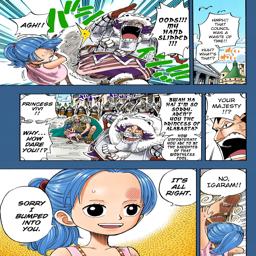 HMPH!!
THAT
COUNCIL
WAS A
WASTE OF
TIME!!
HUH?
WHAT'S
THAT?
OOPS!!!
MY
HAND
SLIPPED
!!!
AGH!!
YOUR
MAJESTY
!!?
BWAH HA
HA! I'M SO
SORRY.
AREN'T
YOU THE
PRINCESS OF
ALABASTA?
PRINCESS
VIVI
!!
WHY...
HOW
DARE
YOU!!?
NO,
IGARAM!!
IT'S
ALL
RIGHT.
SORRY
I
BUMPED
INTO
YOU.